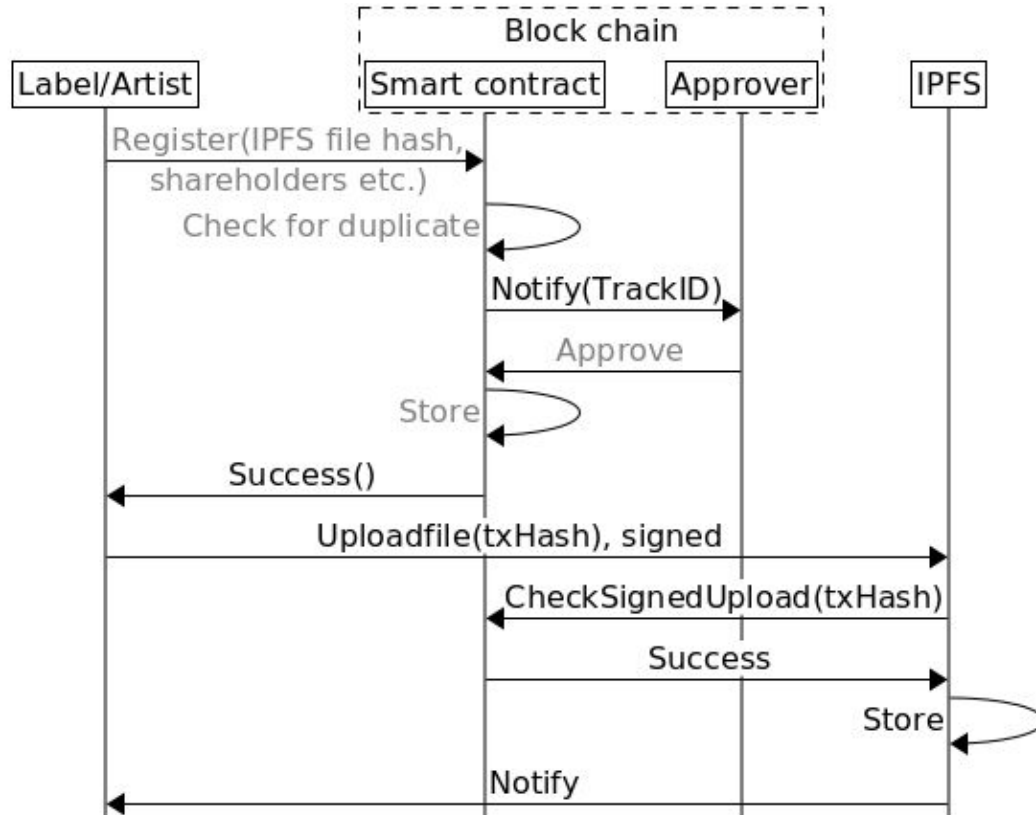 Block chain
Label/Artist
Smart contract
Approver
IPFS
Register(IPFS file hash,
shareholders etc.)
Check for duplicate
Notify(TrackID)
Approve
Store
Success()
Uploadfile(txHash), signed
CheckSignedUpload(txHash)
Success
Store
Notify